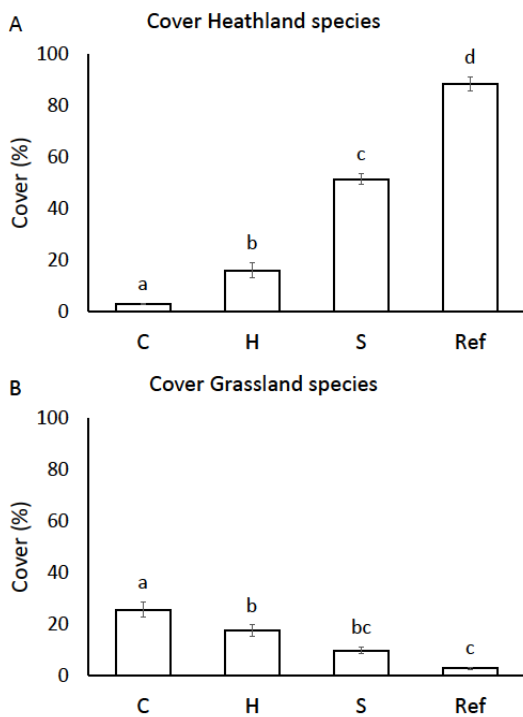 A
Cover Heathland species
Cover (%)
100
80
60
40
20
0
a
b
c
d
C H S Ref
B
Cover Grassland species
Cover (%)
100
80
60
40
20
0
a
b
bc
c
C H S Ref